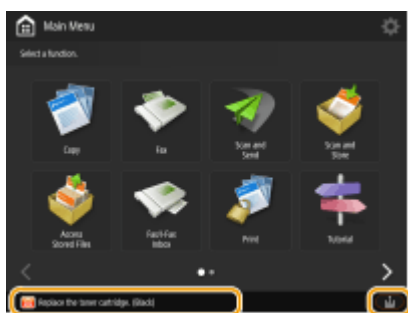 Main Menu
Select a function.
Copy
Fax
Scan and
Send
Scan and
Store
Access
Stored Files
Fax/I-Fax
Inbox
Print
Tutorial
Replace the toner cartridge. (Black)